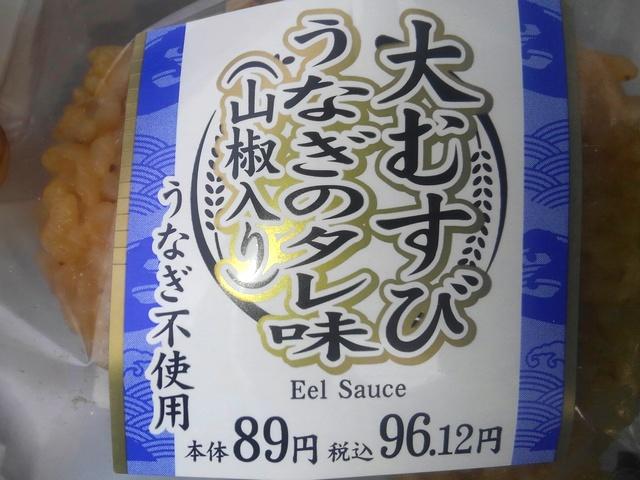 大むすび
うなぎのタレ味
（山椒入り）
うなぎ不使用
Eel Sauce
本体89円 税込96.12円